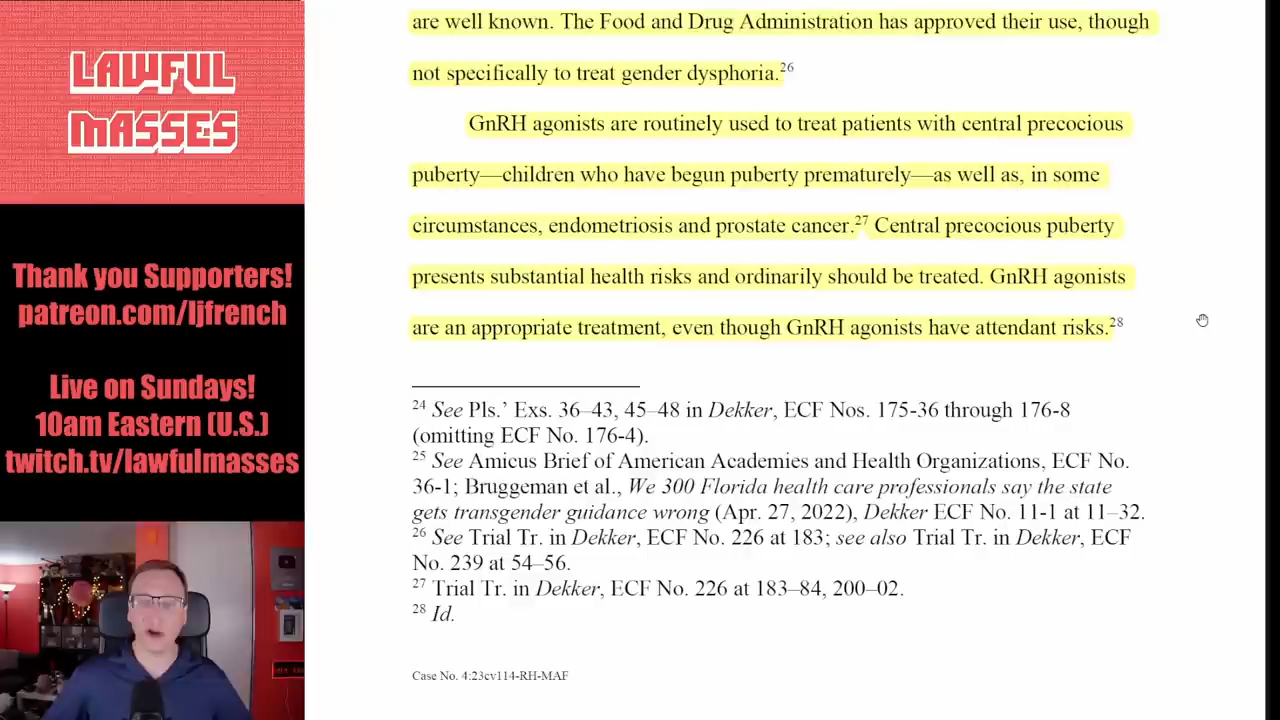 LAWFUL
MASSES
Thank you Supporters!
patreon.com/ljfrench
Live on Sundays!
10am Eastern (U.S.)
twitch.tv/lawfulmasses
are well known. The Food and Drug Administration has approved their use, though
not specifically to treat gender dysphoria.26
GnRH agonists are routinely used to treat patients with central precocious
puberty—children who have begun puberty prematurely—as well as, in some
circumstances, endometriosis and prostate cancer.27 Central precocious puberty
presents substantial health risks and ordinarily should be treated. GnRH agonists
are an appropriate treatment, even though GnRH agonists have attendant risks.28
24 See Pls.’ Exs. 36–43, 45–48 in Dekker, ECF Nos. 175-36 through 176-8
(omitting ECF No. 176-4).
25 See Amicus Brief of American Academies and Health Organizations, ECF No.
36-1; Bruggeman et al., We 300 Florida health care professionals say the state
gets transgender guidance wrong (Apr. 27, 2022), Dekker ECF No. 11-1 at 11–32.
26 See Trial Tr. in Dekker, ECF No. 226 at 183; see also Trial Tr. in Dekker, ECF
No. 239 at 54–56.
27 Trial Tr. in Dekker, ECF No. 226 at 183–84, 200–02.
28 Id.
Case No. 4:23cv114-RH-MAF